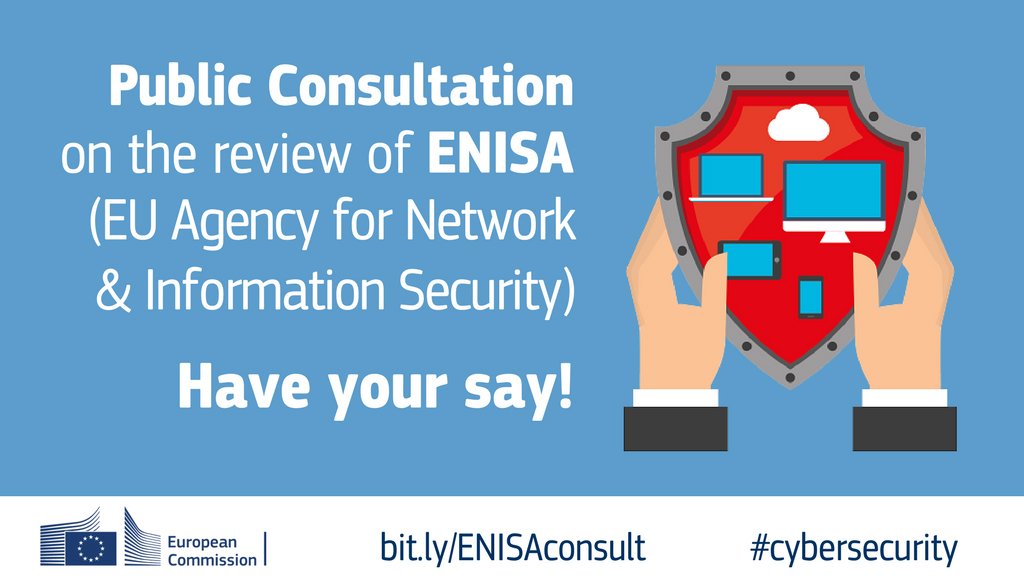 Public Consultation
on the review of ENISA
(EU Agency for Network
& Information Security)
Have your say!
European
Commission
bit.ly/ENISAconsult
#cybersecurity